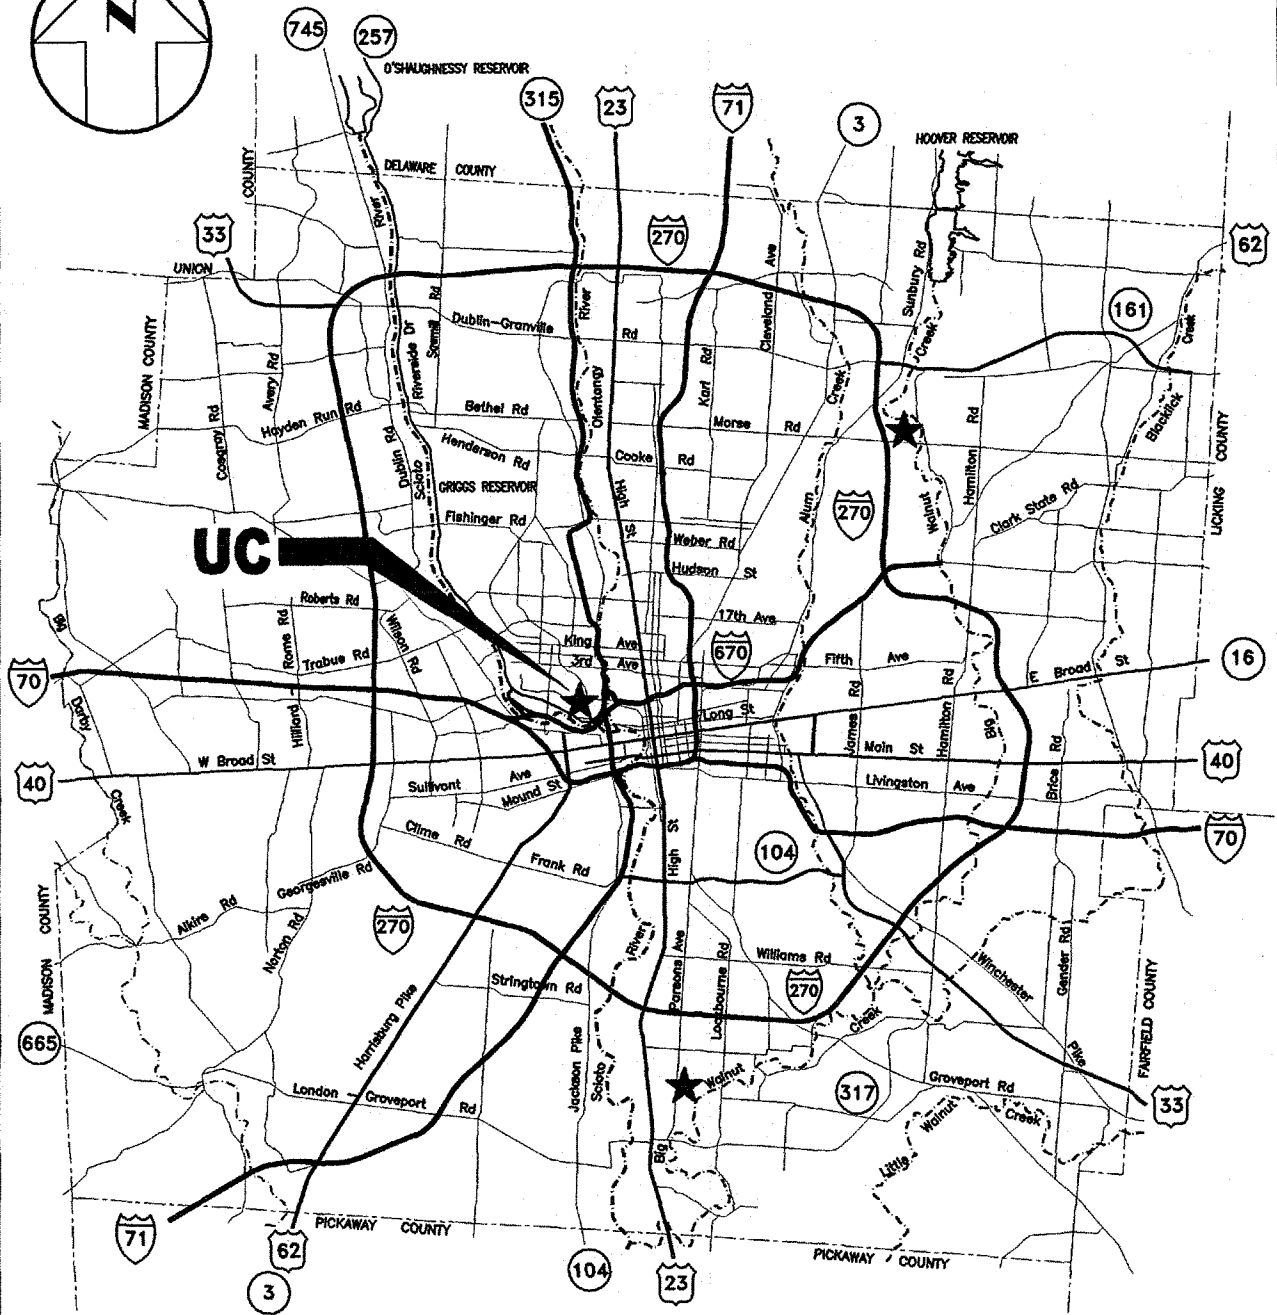 N
745
257
O'SHAUGHNESSY RESERVOIR
315
23
71
3
HOOVER RESERVOIR
DELAWARE COUNTY
COUNTY
UNION
33
270
62
River
Rd
Sawmill
Riverside Dr
Dublin-Granville Rd
River
Olentangy
Cleveland Ave
Sunbury Rd
Creek
161
Creek
Blacklick
MADISON COUNTY
Avery Rd
Cosgray Rd
Hayden Run Rd
Bethel Rd
Karl Rd
Morse Rd
Creek
Alum
Hamilton Rd
LICKING COUNTY
Dublin Rd
Scioto
Henderson Rd
Cooke Rd
High St
GRIGGS RESERVOIR
Fishinger Rd
270
Walnut
Clark State Rd
UC
Weber Rd
Hudson St
Roberts Rd
Wilson Rd
17th Ave
King Ave
3rd Ave
670
Fifth Ave
Big
Hilliard Rome Rd
Trabue Rd
70
Darby
Creek
James Rd
Hamilton Rd
E Broad St
16
Long St
Big
W Broad St
40
Main St
40
Sullivant Ave
Mound St
Livingston Ave
Brice Rd
70
Clime Rd
Frank Rd
High St
104
Georgesville Rd
Alkire Rd
Norton Rd
270
MADISON COUNTY
River
Parsons Ave
Lockbourne Rd
Williams Rd
270
Winchester Pike
Gender Rd
FAIRFIELD COUNTY
Stringtown Rd
Harrisburg Pike
665
Jackson Pike
Scioto
Creek
Walnut
London - Groveport Rd
317
Groveport Rd
33
Big
Little Walnut Creek
71
62
3
PICKAWAY COUNTY
104
23
PICKAWAY COUNTY